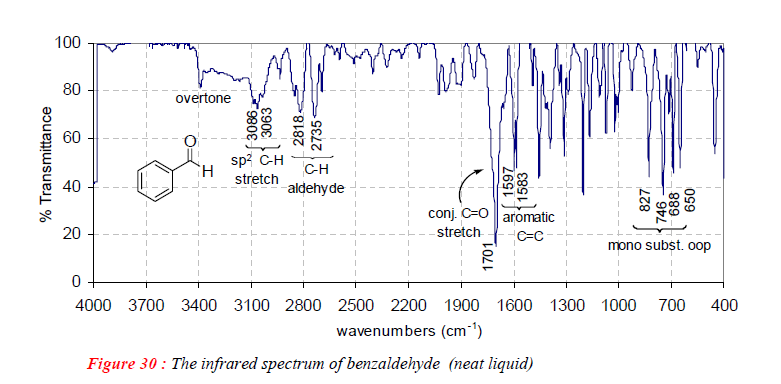 100
80
60
40
20
0
% Transmittance
overtone
3086
3063
sp² C-H
stretch
2818
2735
C-H
aldehyde
O
H
conj. C=O
stretch
1701
1597
1583
aromatic
C=C
827
746
688
650
mono subst. oop
4000 3700 3400 3100 2800 2500 2200 1900 1600 1300 1000 700 400
wavenumbers (cm⁻¹)
Figure 30 : The infrared spectrum of benzaldehyde (neat liquid)